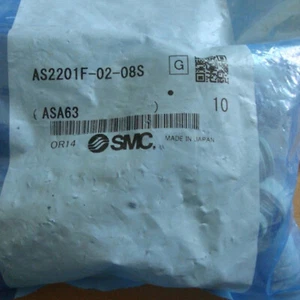 AS2201F-02-08S G
(ASA63 ) 10
OR14 SMC MADE IN JAPAN